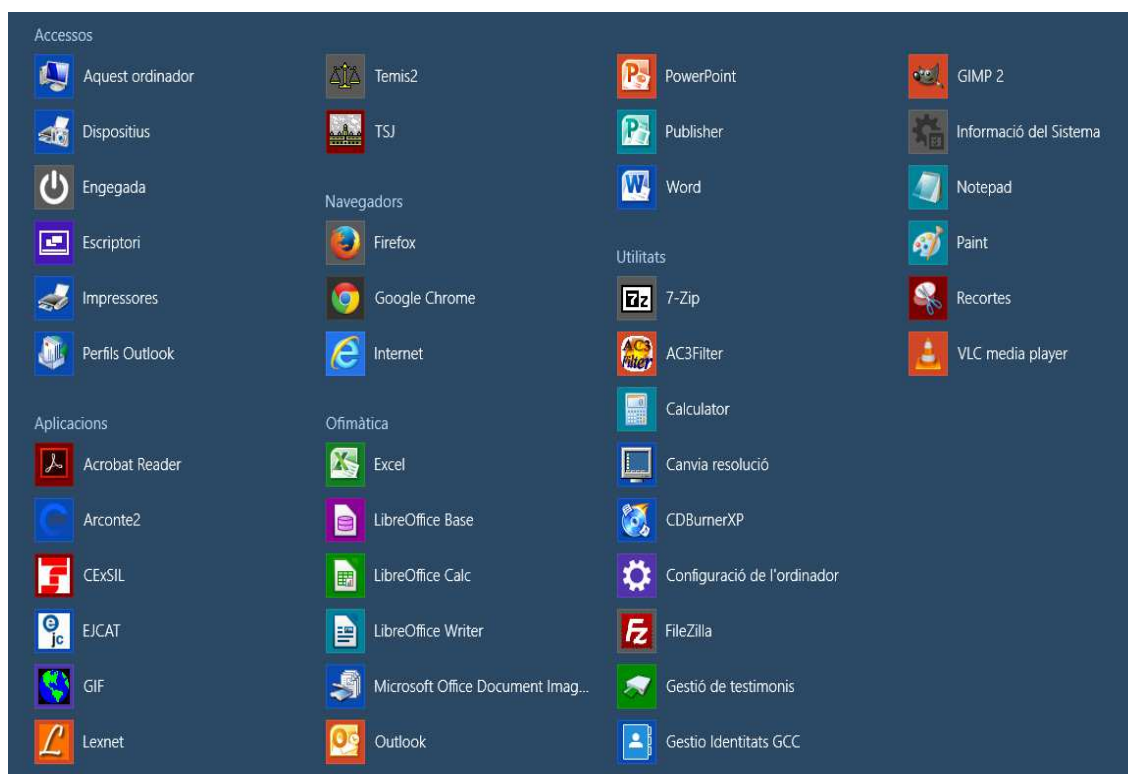 Accessos
Aquest ordinador
Dispositius
Engegada
Escriptori
Impressores
Perfils Outlook
Aplicacions
Acrobat Reader
Arconte2
CExSIL
EJCAT
GIF
Lexnet
Temis2
TSJ
Navegadors
Firefox
Google Chrome
Internet
Ofimàtica
Excel
LibreOffice Base
LibreOffice Calc
LibreOffice Writer
Microsoft Office Document Imag...
Outlook
PowerPoint
Publisher
Word
Utilitats
7-Zip
AC3Filter
Calculator
Canvia resolució
CDBurnerXP
Configuració de l'ordinador
FileZilla
Gestió de testimonis
Gestio Identitats GCC
GIMP 2
Informació del Sistema
Notepad
Paint
Recortes
VLC media player